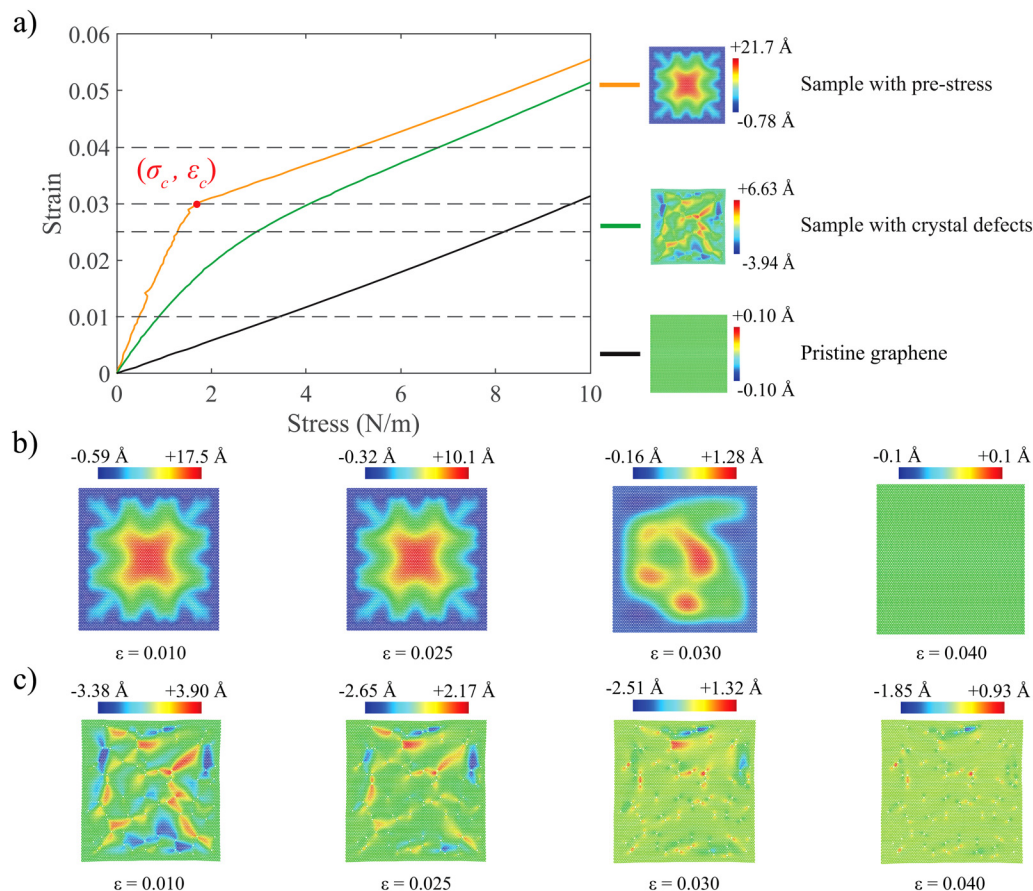 a)
0.06
0.05
0.04
0.03
0.02
0.01
0
Strain
(σc, εc)
0 2 4 6 8 10
Stress (N/m)
+21.7 Å
-0.78 Å
Sample with pre-stress
+6.63 Å
-3.94 Å
Sample with crystal defects
+0.10 Å
-0.10 Å
Pristine graphene
b)
-0.59 Å +17.5 Å -0.32 Å +10.1 Å -0.16 Å +1.28 Å -0.1 Å +0.1 Å
ε = 0.010 ε = 0.025 ε = 0.030 ε = 0.040
c)
-3.38 Å +3.90 Å -2.65 Å +2.17 Å -2.51 Å +1.32 Å -1.85 Å +0.93 Å
ε = 0.010 ε = 0.025 ε = 0.030 ε = 0.040